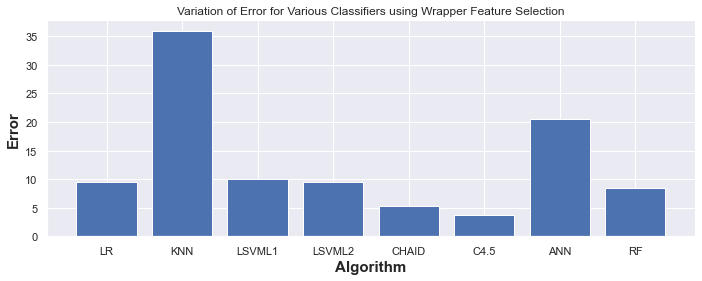 Variation of Error for Various Classifiers using Wrapper Feature Selection
35
30
25
20
15
10
5
0
Error
LR KNN LSVML1 LSVML2 CHAID C4.5 ANN RF
Algorithm